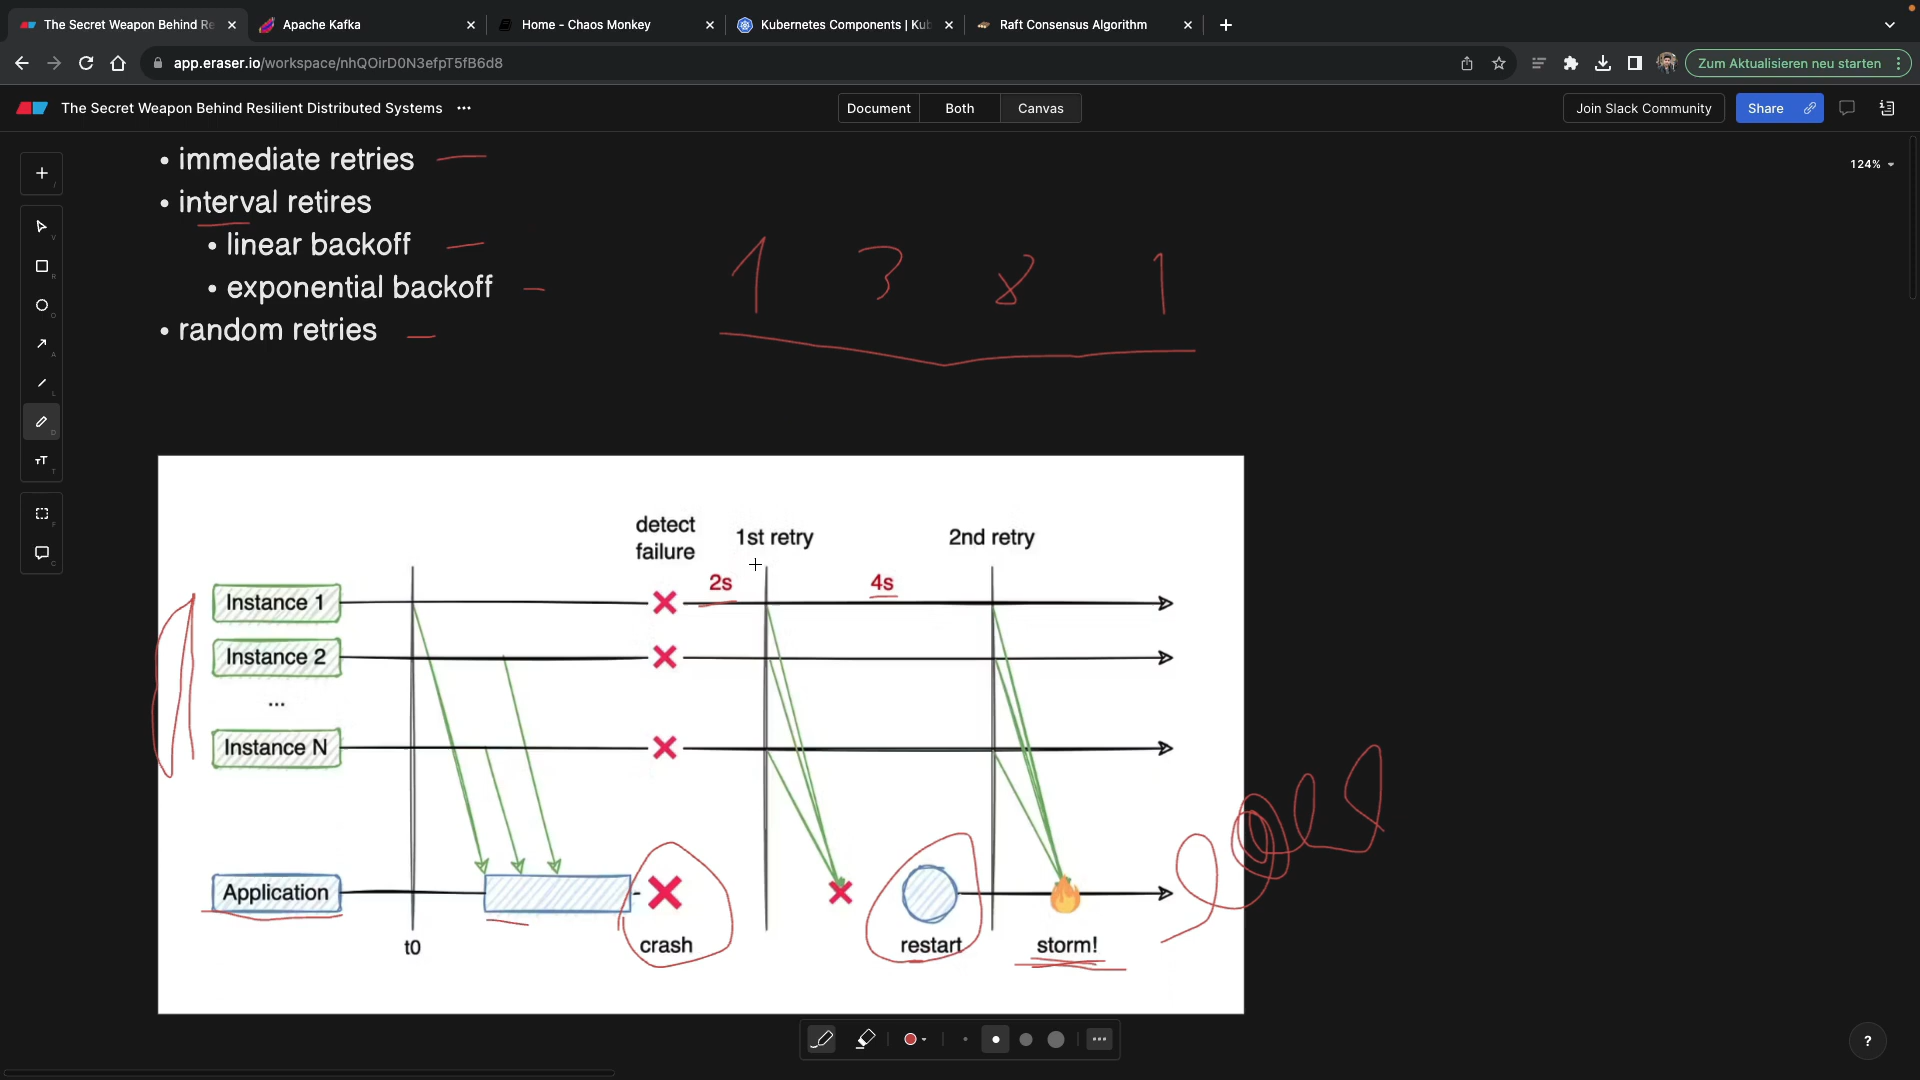 The Secret Weapon Behind Re
Apache Kafka
Home - Chaos Monkey
Kubernetes Components | Kub
Raft Consensus Algorithm
app.eraser.io/workspace/nhQOirD0N3efpT5fB6d8
Zum Aktualisieren neu starten
The Secret Weapon Behind Resilient Distributed Systems
Document
Both
Canvas
Join Slack Community
Share
124%
• immediate retries
• interval retires
• linear backoff
• exponential backoff
• random retries
1 3 8 1
detect
failure
1st retry
2nd retry
2s
4s
Instance 1
Instance 2
...
Instance N
Application
t0
crash
restart
storm!
?